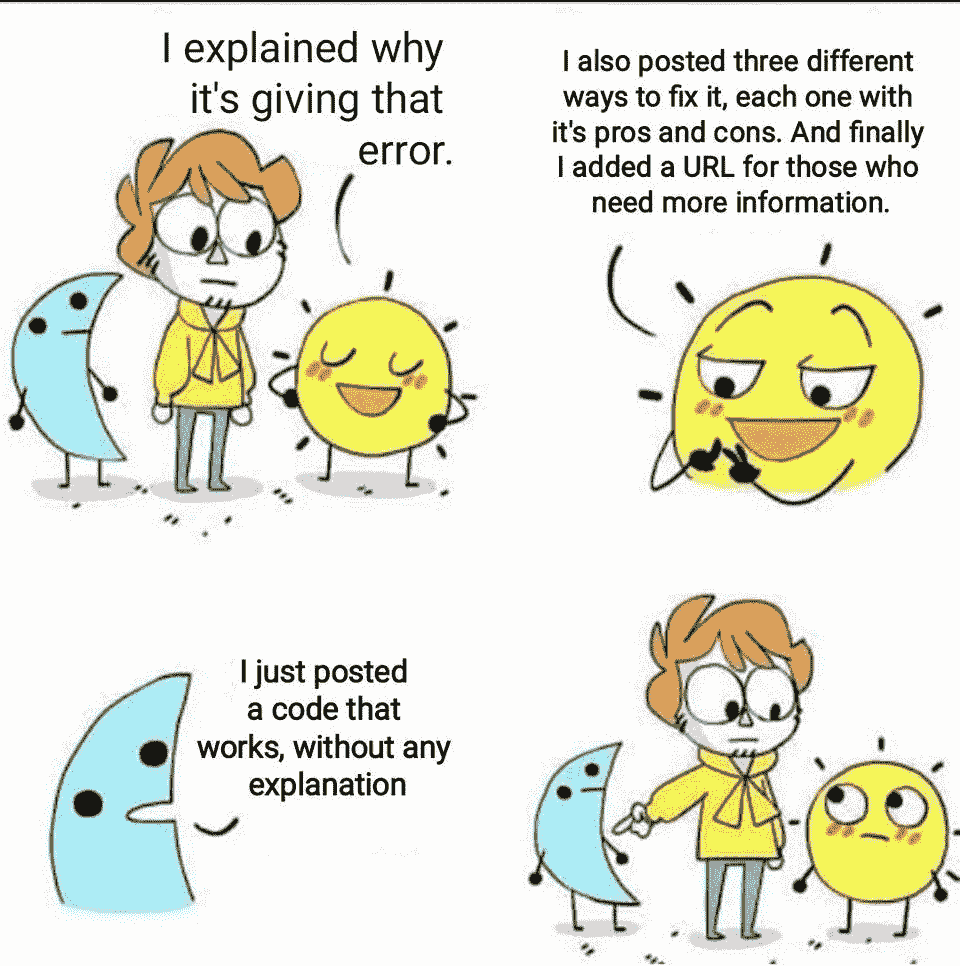 I explained why
it's giving that
error.
I also posted three different
ways to fix it, each one with
it's pros and cons. And finally
I added a URL for those who
need more information.
I just posted
a code that
works, without any
explanation